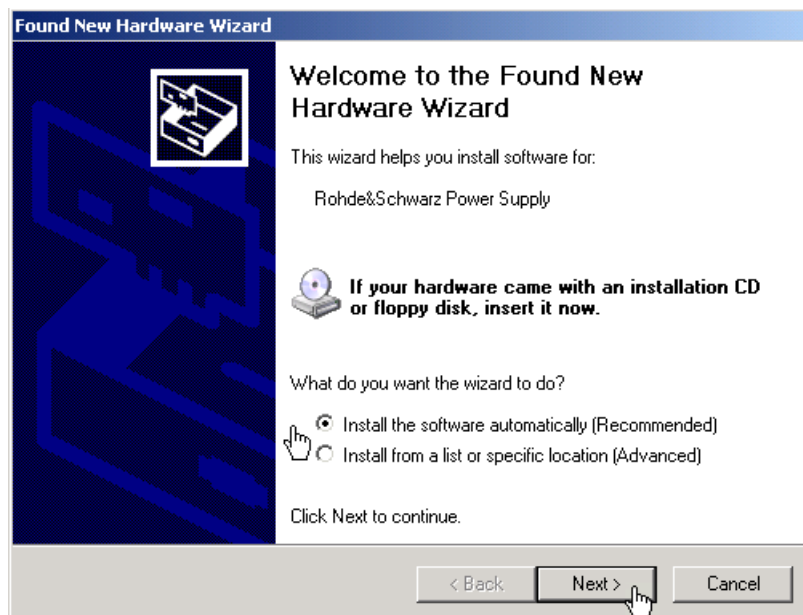 Found New Hardware Wizard
Welcome to the Found New
Hardware Wizard
This wizard helps you install software for:
Rohde&Schwarz Power Supply
If your hardware came with an installation CD
or floppy disk, insert it now.
What do you want the wizard to do?
Install the software automatically (Recommended)
Install from a list or specific location (Advanced)
Click Next to continue.
< Back
Next >
Cancel